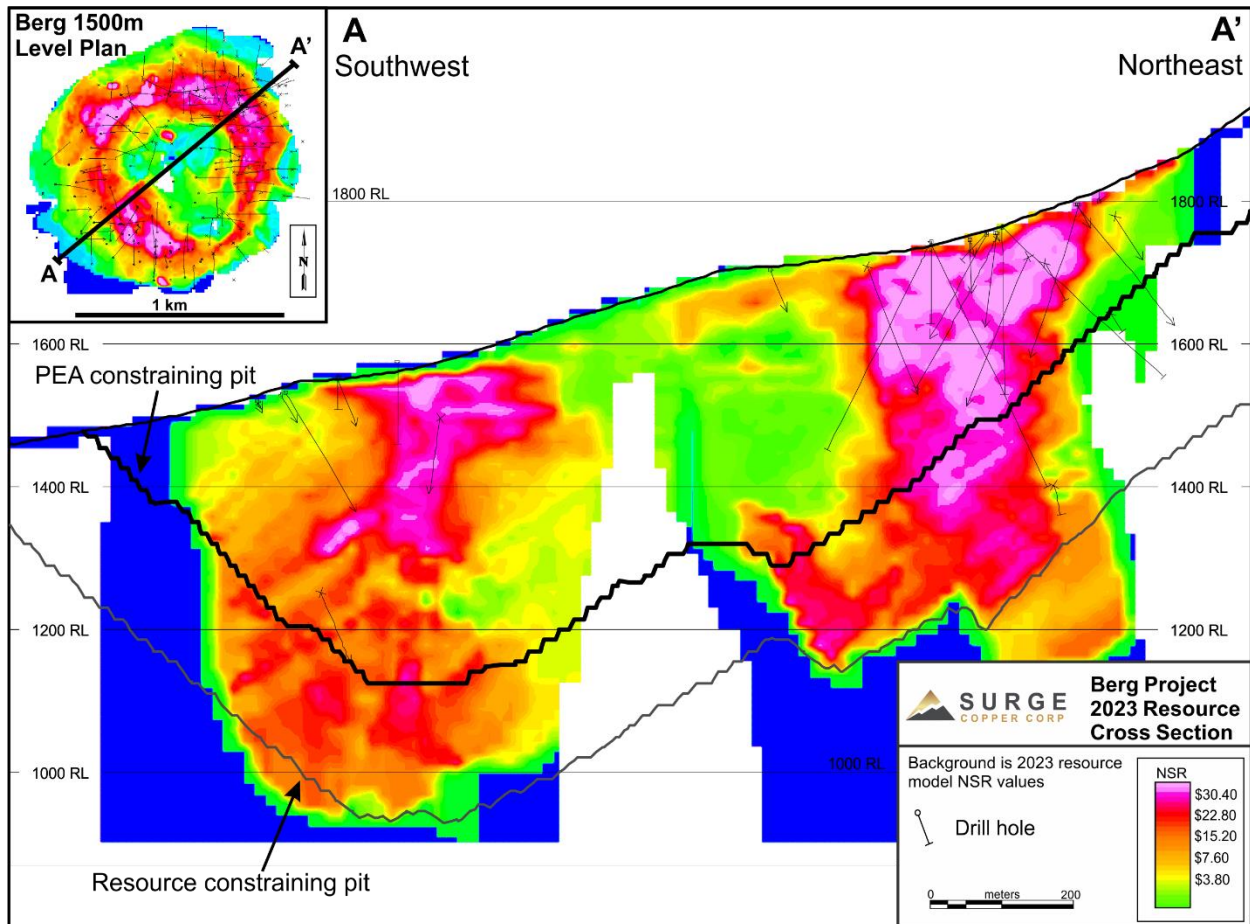 Berg 1500m
Level Plan
A'
A
N
1 km
A
Southwest
A'
Northeast
1800 RL
1800 RL
1600 RL
1600 RL
PEA constraining pit
1400 RL
1400 RL
1200 RL
1200 RL
1000 RL
1000 RL
Resource constraining pit
SURGE
COPPER CORP
Berg Project
2023 Resource
Cross Section
Background is 2023 resource
model NSR values
Drill hole
0 meters 200
NSR
$30.40
$22.80
$15.20
$7.60
$3.80